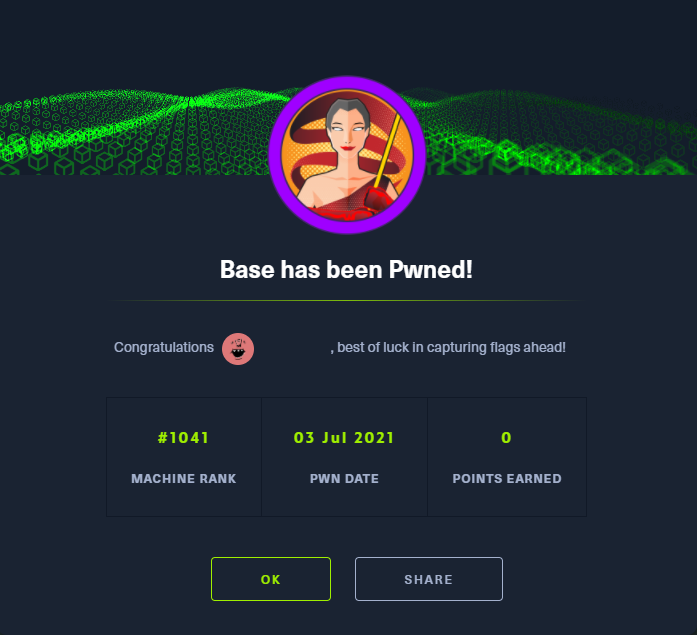 Base has been Pwned!
Congratulations , best of luck in capturing flags ahead!
#1041 03 Jul 2021 0
MACHINE RANK PWN DATE POINTS EARNED
OK SHARE